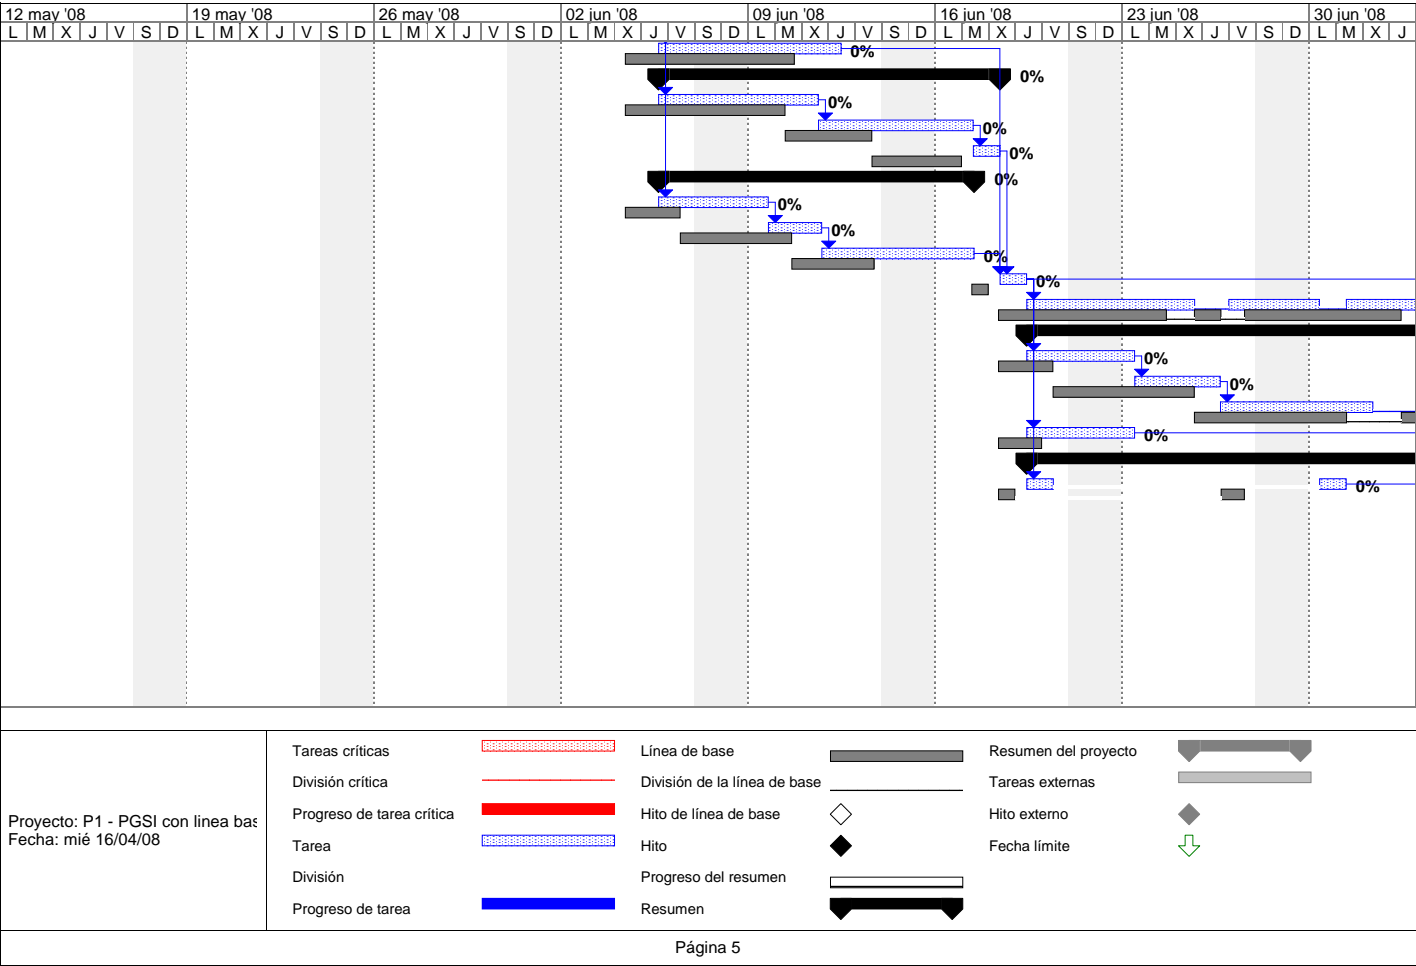 12 may '08 19 may '08 26 may '08 02 jun '08 09 jun '08 16 jun '08 23 jun '08 30 jun '08
L M X J V S D L M X J V S D L M X J V S D L M X J V S D L M X J V S D L M X J V S D L M X J V S D L M X J
0%
0%
0%
0%
0%
0%
0%
0%
0%
0%
0%
0%
0%
0%
Tareas críticas Línea de base Resumen del proyecto
División crítica División de la línea de base Tareas externas
Progreso de tarea crítica Hito de línea de base Hito externo
Proyecto: P1 - PGSI con linea bas
Fecha: mié 16/04/08
Tarea Hito Fecha límite
División Progreso del resumen
Progreso de tarea Resumen
Página 5